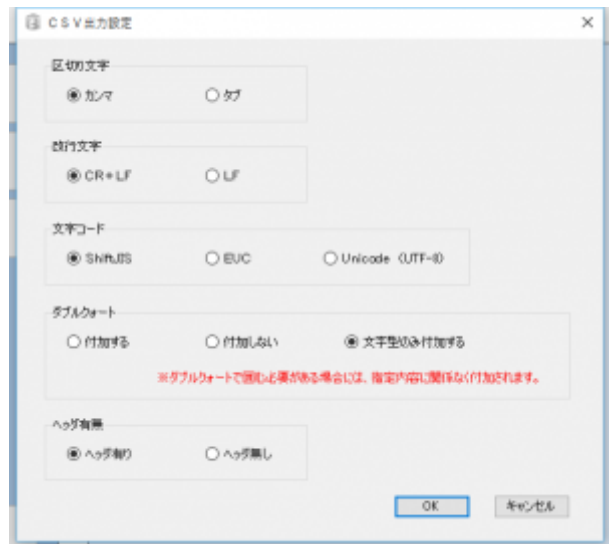 CSV出力設定
区切り文字
カンマ タブ
改行文字
CR+LF LF
文字コード
ShiftJIS EUC Unicode (UTF-8)
ダブルクォート
付加する 付加しない 文字型のみ付加する
※ダブルクォートで囲む必要がある場合には、指定内容に関係なく付加されます。
ヘッダ有無
ヘッダ有り ヘッダ無し
OK キャンセル